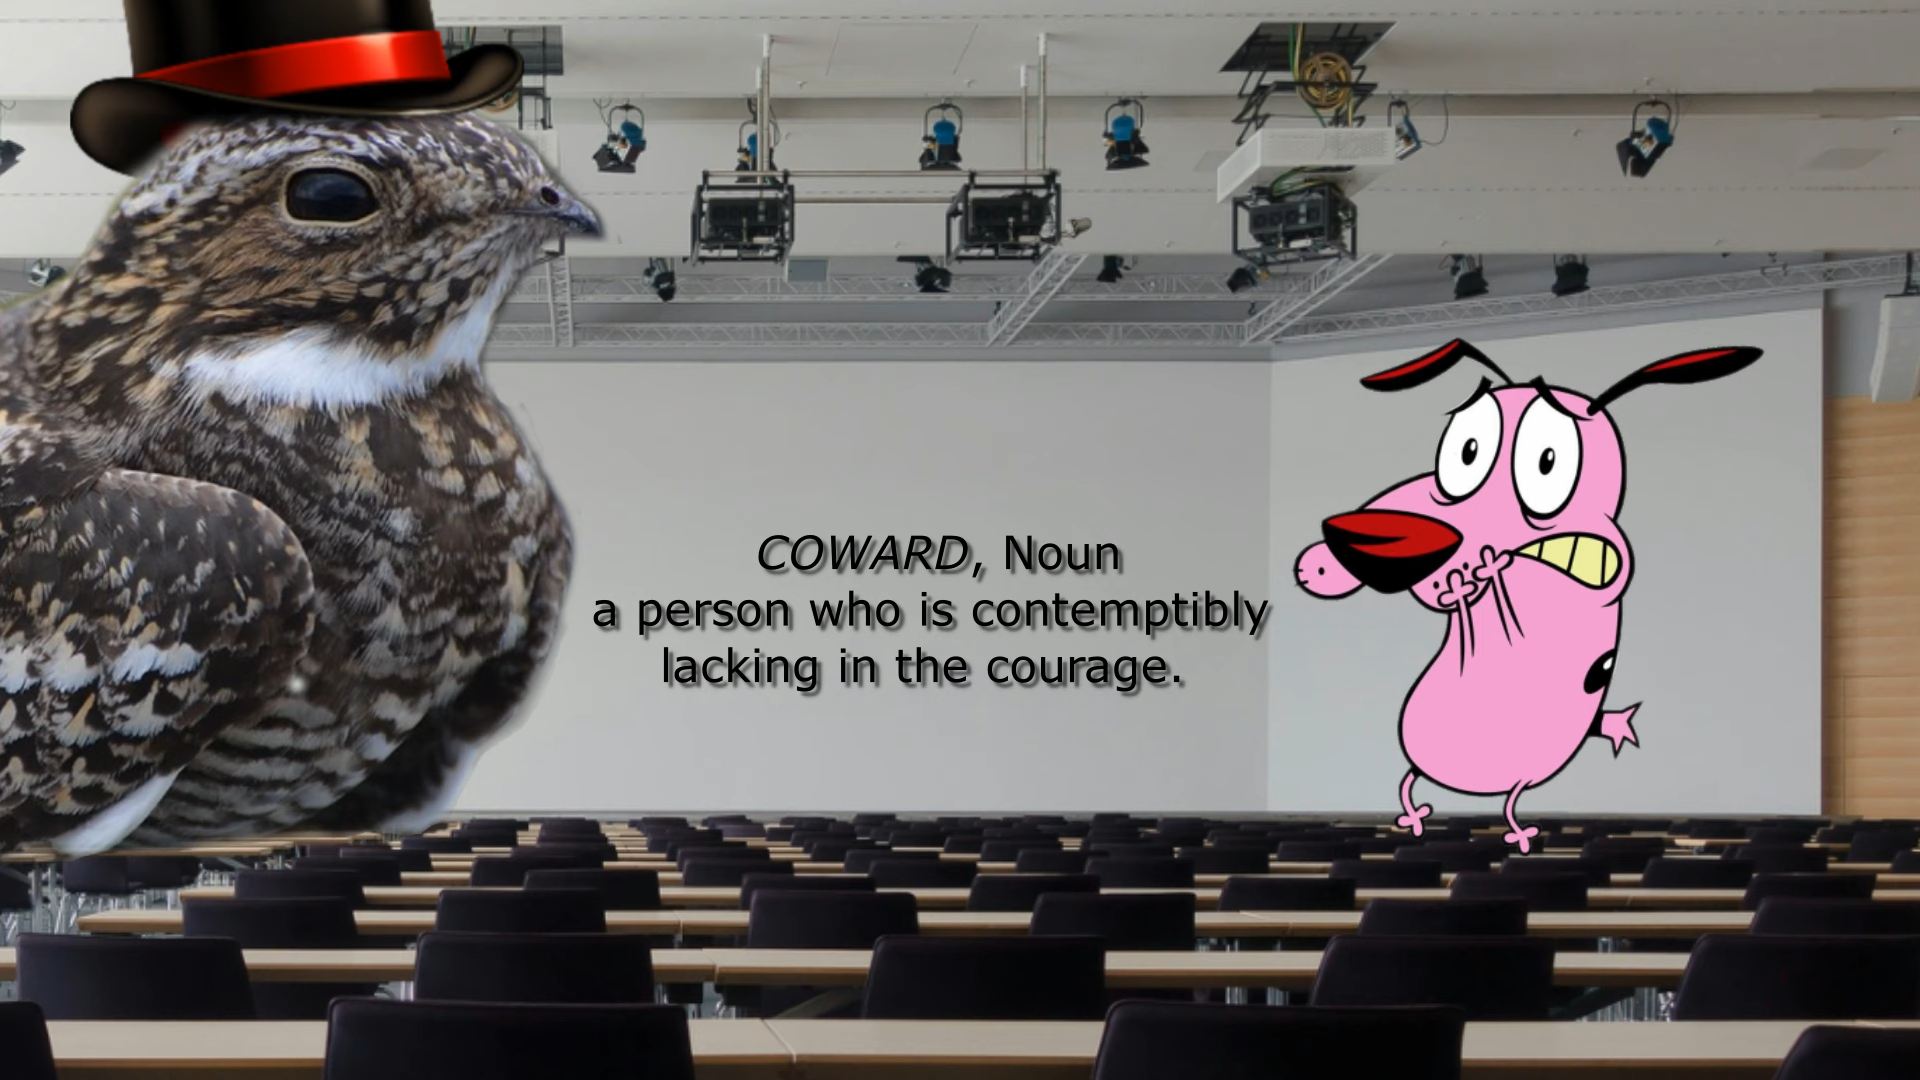 COWARD, Noun
a person who is contemptibly
lacking in the courage.